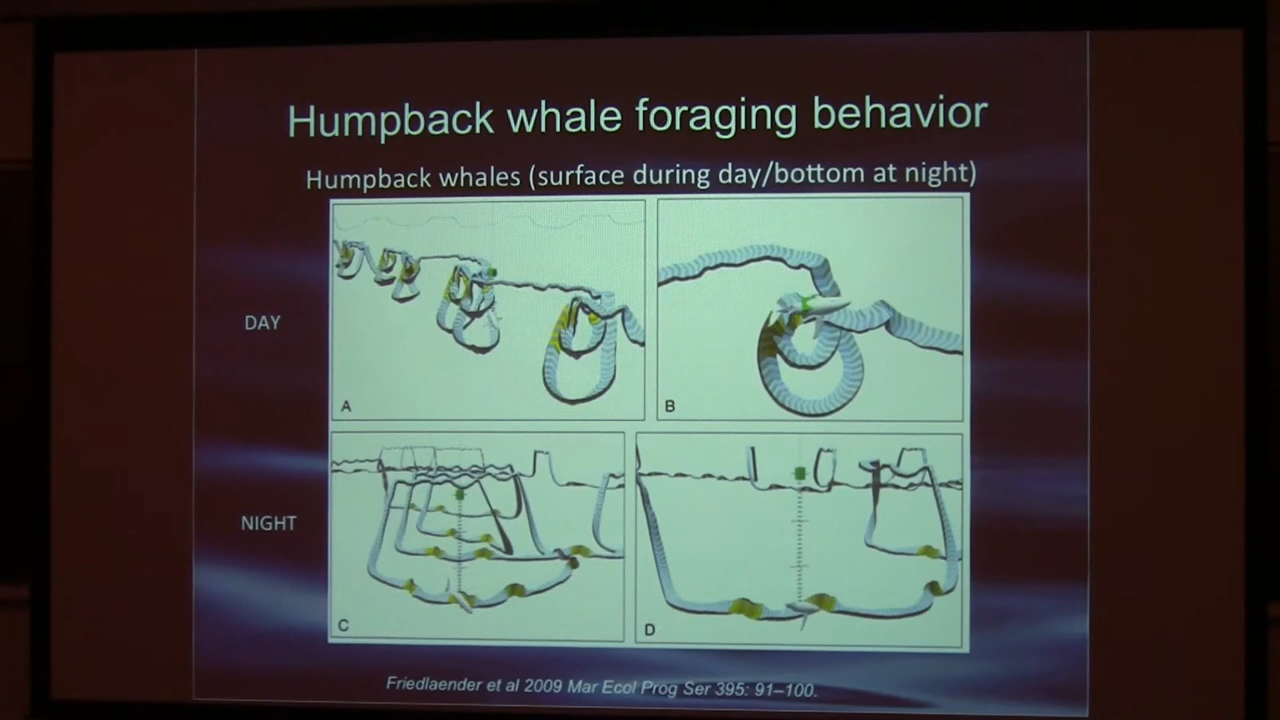 Humpback whale foraging behavior
Humpback whales (surface during day/bottom at night)
DAY
A
B
NIGHT
C
D
Friedlaender et al 2009 Mar Ecol Prog Ser 395: 91–100.